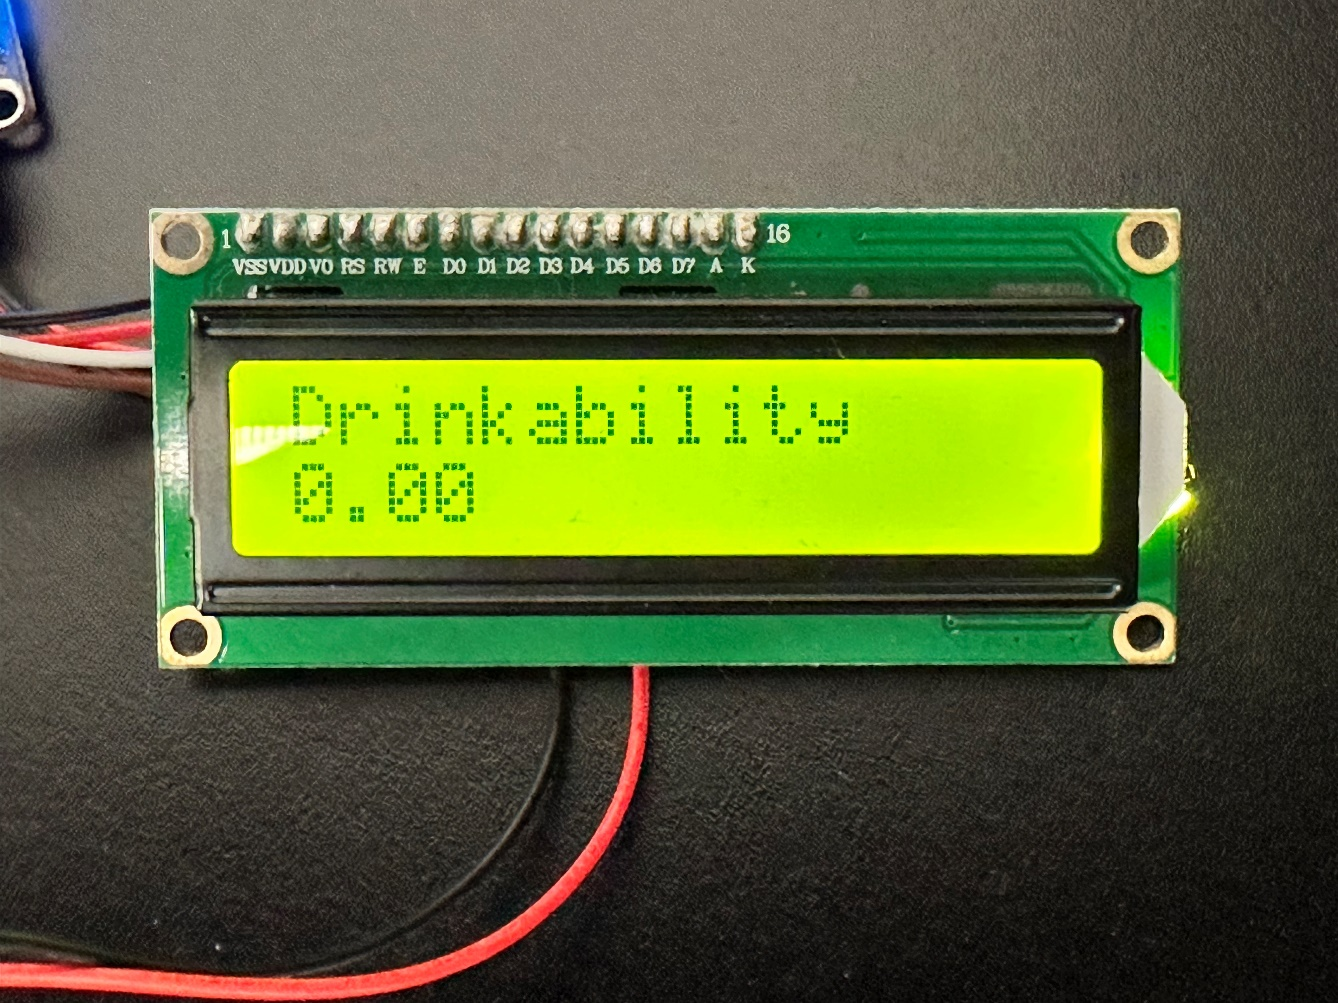 1 16
VSS VDD V0 RS RW E D0 D1 D2 D3 D4 D5 D6 D7 A K
Drinkability
0.00